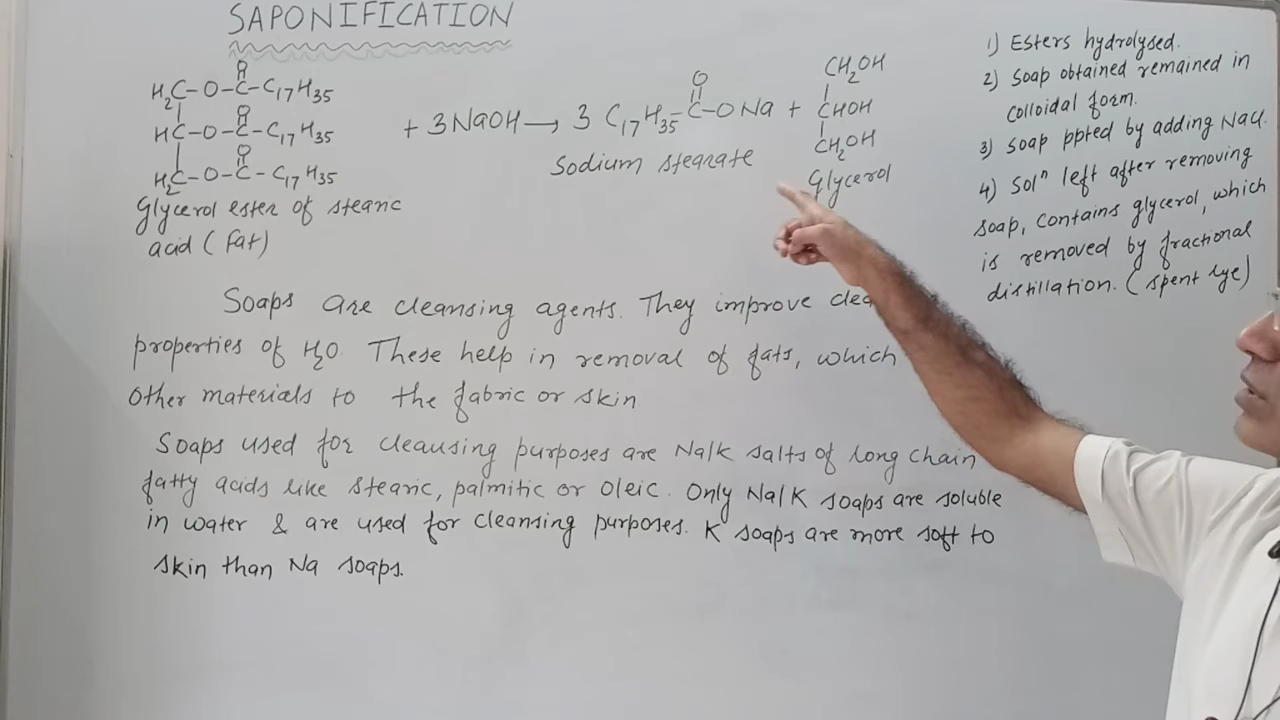 SAPONIFICATION
H₂C-O-C-C₁₇H₃₅
O
HC-O-C-C₁₇H₃₅
O
H₂C-O-C-C₁₇H₃₅
O
Glycerol ester of stearic
acid (fat)
+ 3NaOH → 3 C₁₇H₃₅-C-ONa +
O
Sodium stearate
CH₂OH
CHOH
CH₂OH
Glycerol
1) Esters hydrolysed.
2) Soap obtained remained in
colloidal form.
3) Soap ppted by adding NaCl.
4) Solⁿ left after removing
soap, contains glycerol, which
is removed by fractional
distillation. (spent lye)
Soaps are cleansing agents. They improve
properties of H₂O. These help in removal of fats, which
other materials to the fabric or skin
Soaps used for cleansing purposes are Na/K salts of long chain
fatty acids like stearic, palmitic or oleic. Only Na/K soaps are soluble
in water & are used for cleansing purposes. K soaps are more soft to
skin than Na soaps.